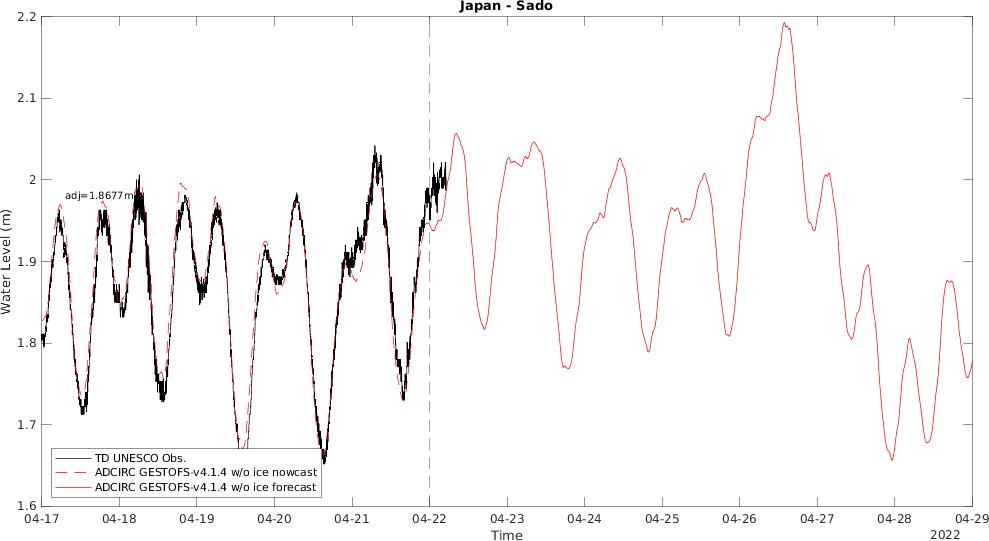 Japan - Sado
2.2
2.1
2
1.9
1.8
1.7
1.6
Water Level (m)
adj=1.8677m
TD UNESCO Obs.
ADCIRC GESTOFS-v4.1.4 w/o ice nowcast
ADCIRC GESTOFS-v4.1.4 w/o ice forecast
04-17 04-18 04-19 04-20 04-21 04-22 04-23 04-24 04-25 04-26 04-27 04-28 04-29
Time
2022